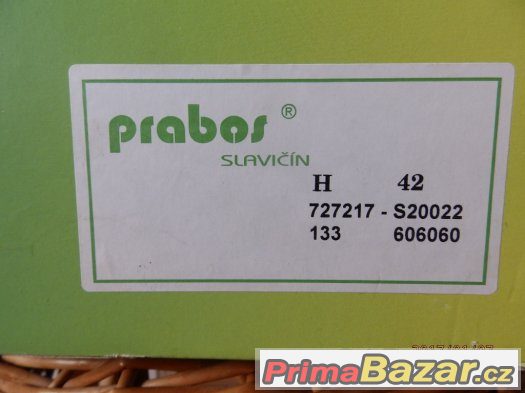 prabos ®
SLAVIČÍN
H 42
727217 - S20022
133 606060
PrimaBazar.cz